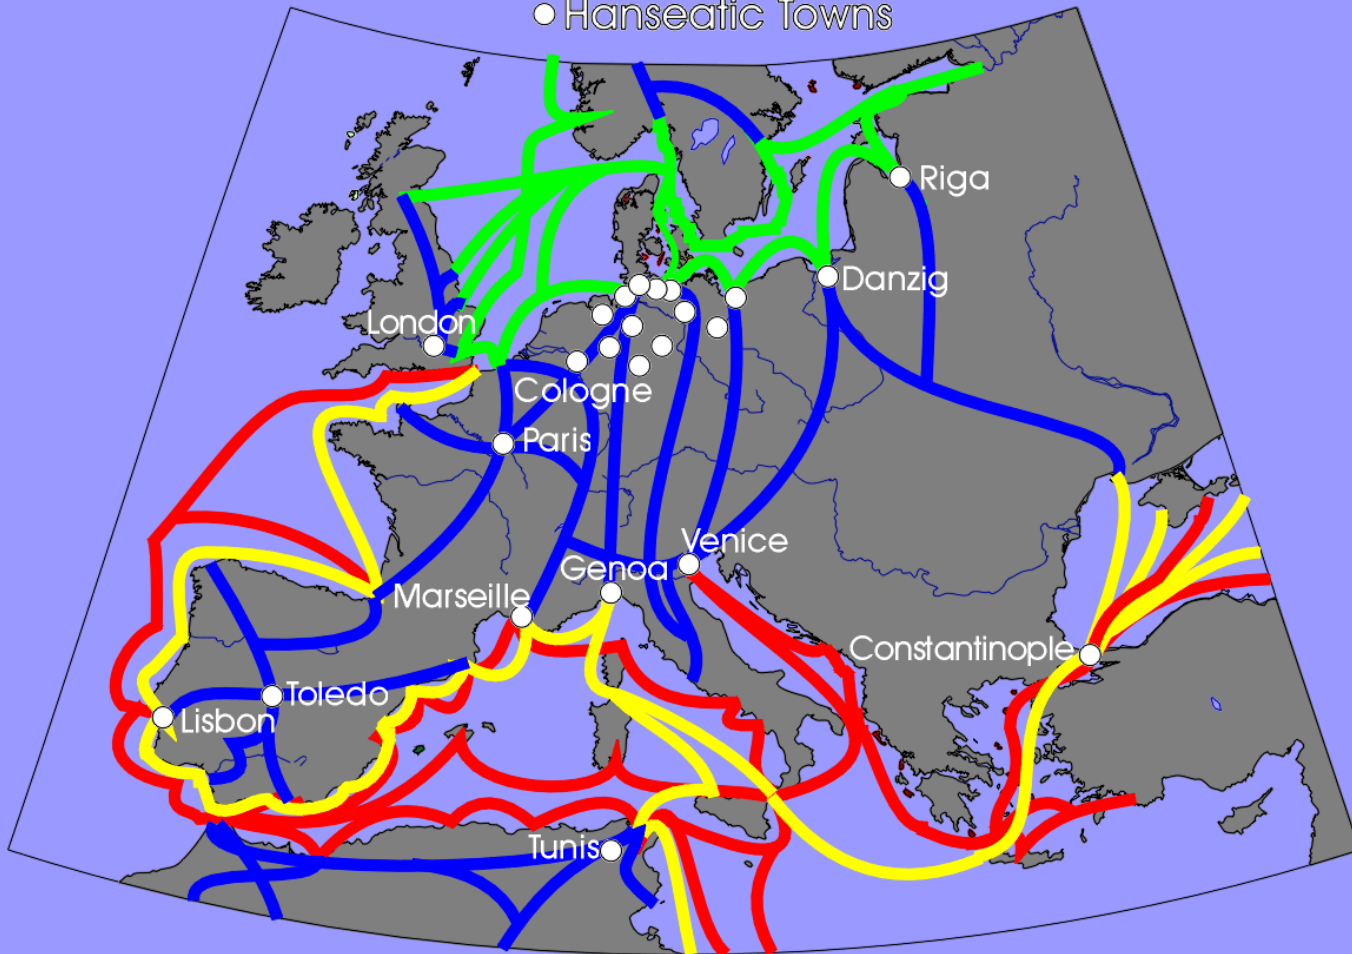 Hanseatic Towns
Riga
Danzig
London
Cologne
Paris
Venice
Genoa
Marseille
Constantinople
Toledo
Lisbon
Tunis